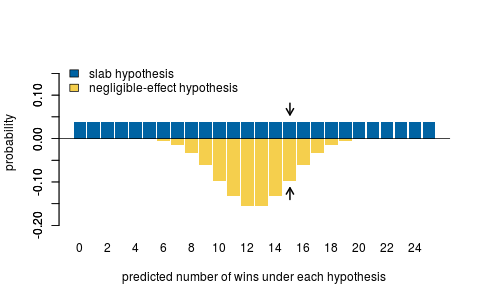 slab hypothesis
negligible-effect hypothesis
probability
0.10
0.00
-0.10
-0.20
0 2 4 6 8 10 12 14 16 18 20 22 24
predicted number of wins under each hypothesis